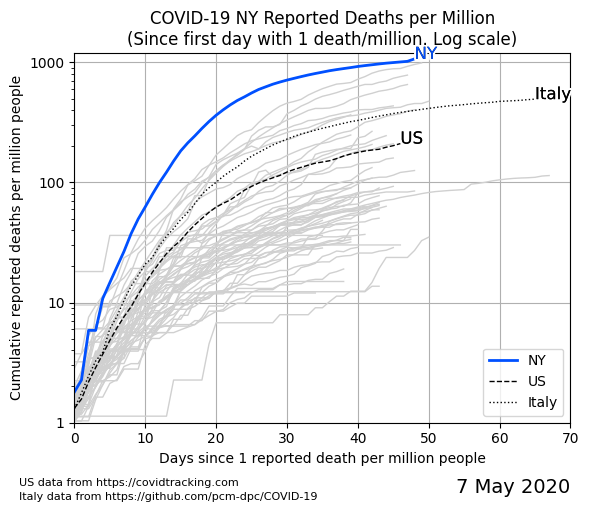 COVID-19 NY Reported Deaths per Million
(Since first day with 1 death/million. Log scale)
Cumulative reported deaths per million people
1000
100
10
1
NY
Italy
US
NY
US
Italy
0 10 20 30 40 50 60 70
Days since 1 reported death per million people
US data from https://covidtracking.com
Italy data from https://github.com/pcm-dpc/COVID-19
7 May 2020